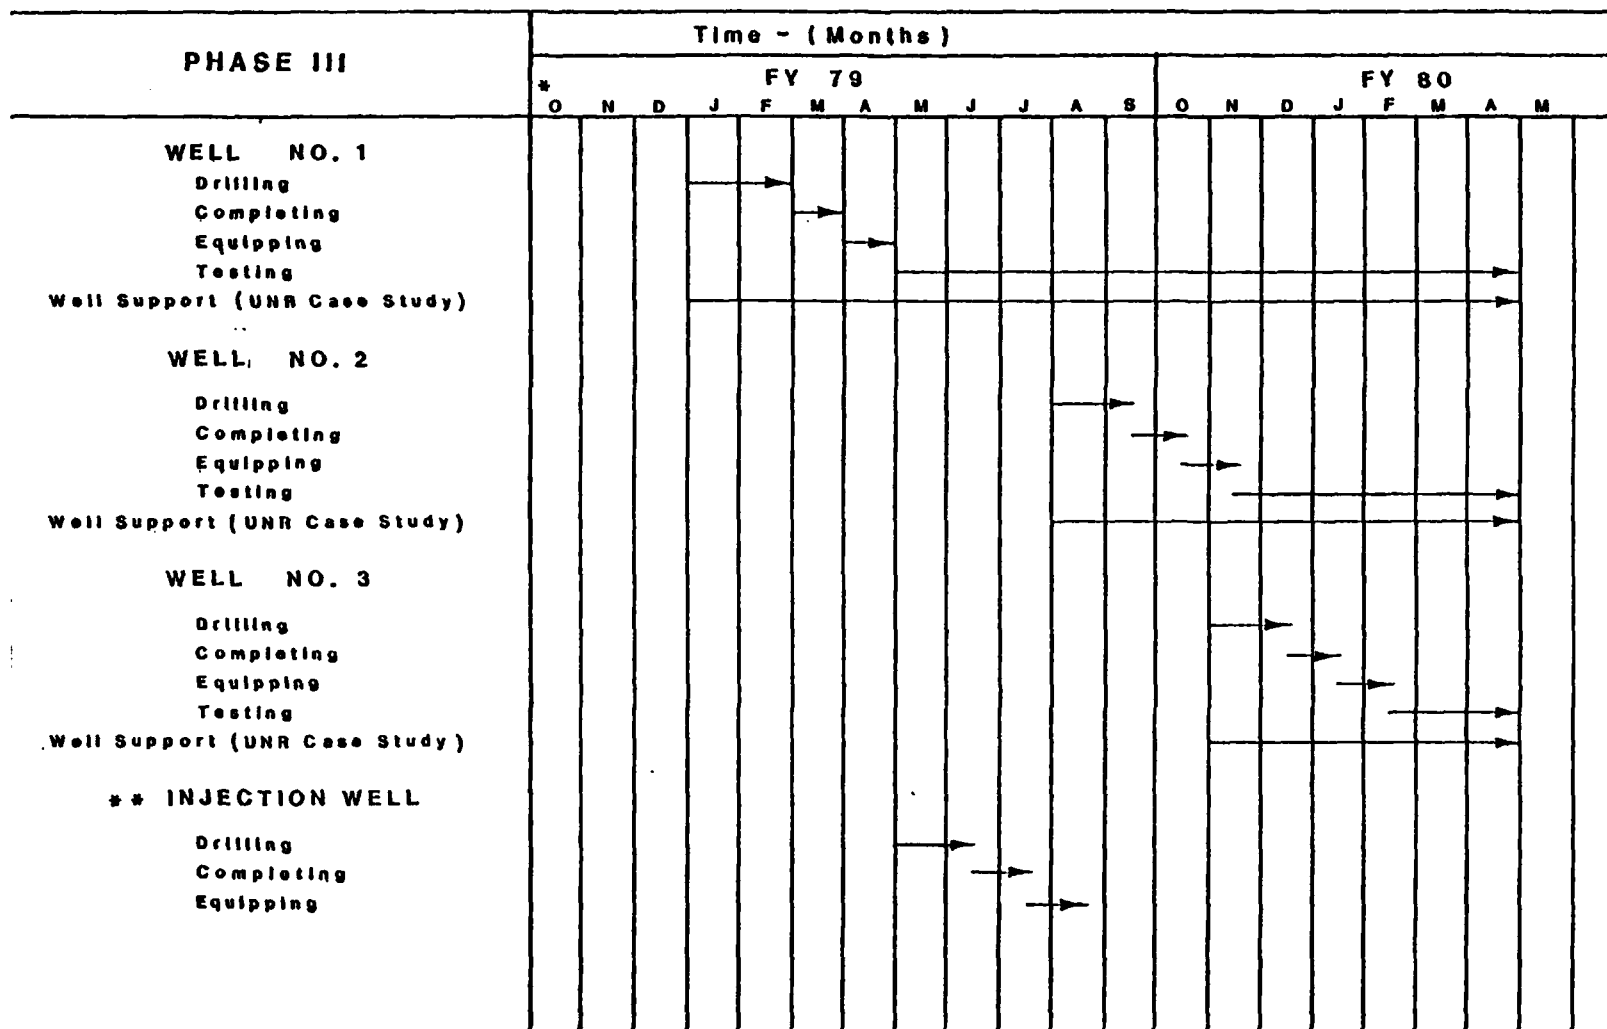 Time - (Months)
PHASE III
FY 79 FY 80
*
O N D J F M A M J J A S O N D J F M A M
WELL NO. 1
Drilling
Completing
Equipping
Testing
Well Support (UNR Case Study)
WELL NO. 2
Drilling
Completing
Equipping
Testing
Well Support (UNR Case Study)
WELL NO. 3
Drilling
Completing
Equipping
Testing
Well Support (UNR Case Study)
** INJECTION WELL
Drilling
Completing
Equipping